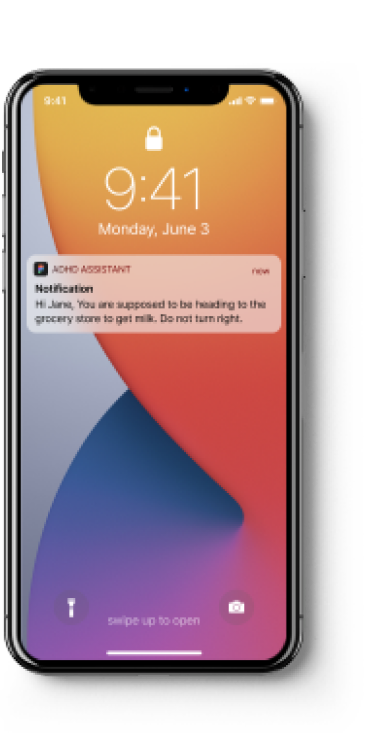 9:41
9:41
Monday, June 3
ADHD ASSISTANT now
Notification
Hi Jane, You are supposed to be heading to the
grocery store to get milk. Do not turn right.
swipe up to open